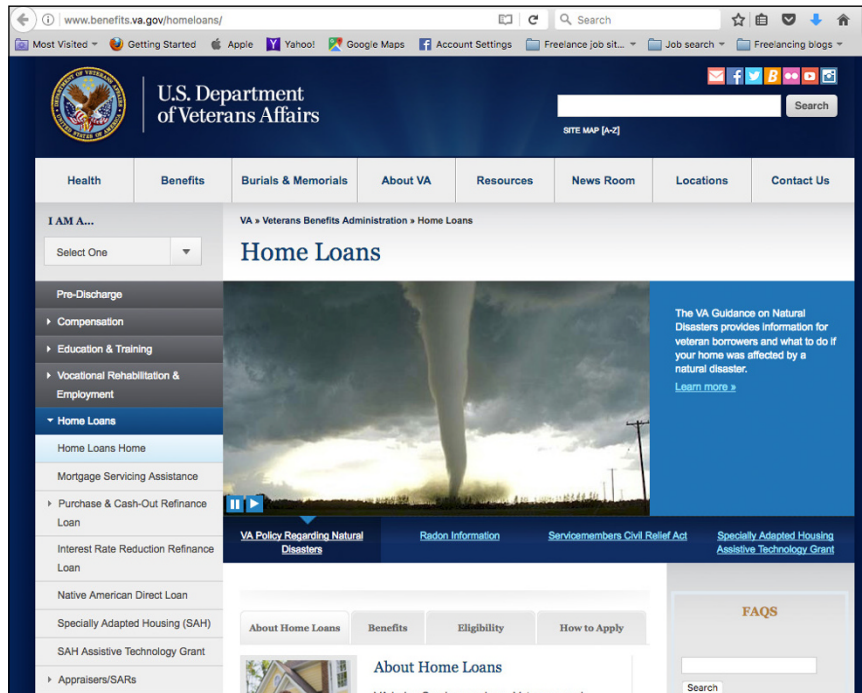 www.benefits.va.gov/homeloans/
Search
Most Visited
Getting Started
Apple
Yahoo!
Google Maps
Account Settings
Freelance job sit...
Job search
Freelancing blogs
U.S. Department
of Veterans Affairs
Search
SITE MAP [A-Z]
Health
Benefits
Burials & Memorials
About VA
Resources
News Room
Locations
Contact Us
I AM A...
Select One
VA » Veterans Benefits Administration » Home Loans
Home Loans
Pre-Discharge
Compensation
Education & Training
Vocational Rehabilitation &
Employment
Home Loans
Home Loans Home
Mortgage Servicing Assistance
Purchase & Cash-Out Refinance
Loan
Interest Rate Reduction Refinance
Loan
Native American Direct Loan
Specially Adapted Housing (SAH)
SAH Assistive Technology Grant
Appraisers/SARs
The VA Guidance on Natural
Disasters provides information for
veteran borrowers and what to do if
your home was affected by a
natural disaster.
Learn more »
VA Policy Regarding Natural
Disasters
Radon Information
Servicemembers Civil Relief Act
Specially Adapted Housing
Assistive Technology Grant
About Home Loans
Benefits
Eligibility
How to Apply
About Home Loans
FAQS
Search